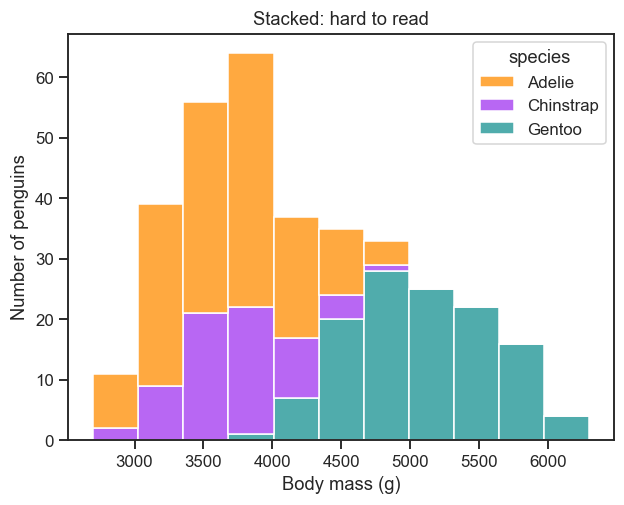 Stacked: hard to read
species
Adelie
Chinstrap
Gentoo
Number of penguins
60
50
40
30
20
10
0
3000 3500 4000 4500 5000 5500 6000
Body mass (g)